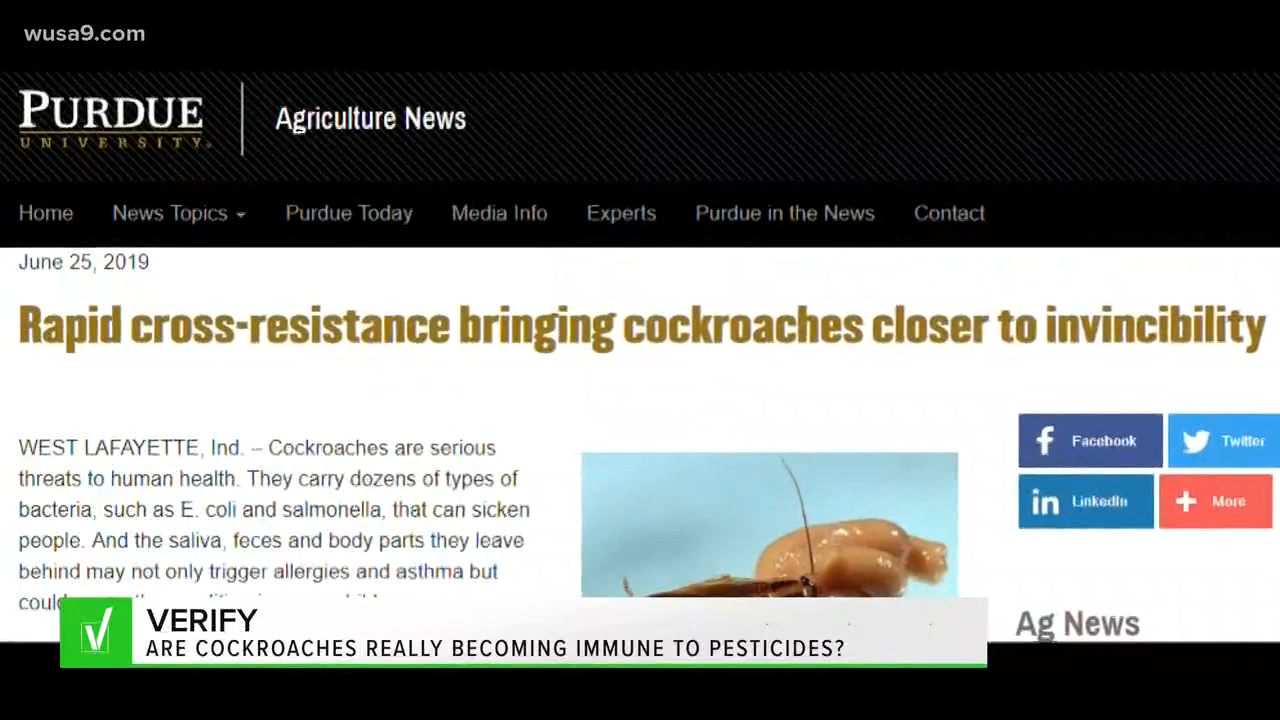 wusa9.com
PURDUE
UNIVERSITY®
Agriculture News
Home News Topics Purdue Today Media Info Experts Purdue in the News Contact
June 25, 2019
Rapid cross-resistance bringing cockroaches closer to invincibility
WEST LAFAYETTE, Ind. – Cockroaches are serious
threats to human health. They carry dozens of types of
bacteria, such as E. coli and salmonella, that can sicken
people. And the saliva, feces and body parts they leave
behind may not only trigger allergies and asthma but
Facebook
Twitter
LinkedIn
More
Ag News
VERIFY
ARE COCKROACHES REALLY BECOMING IMMUNE TO PESTICIDES?